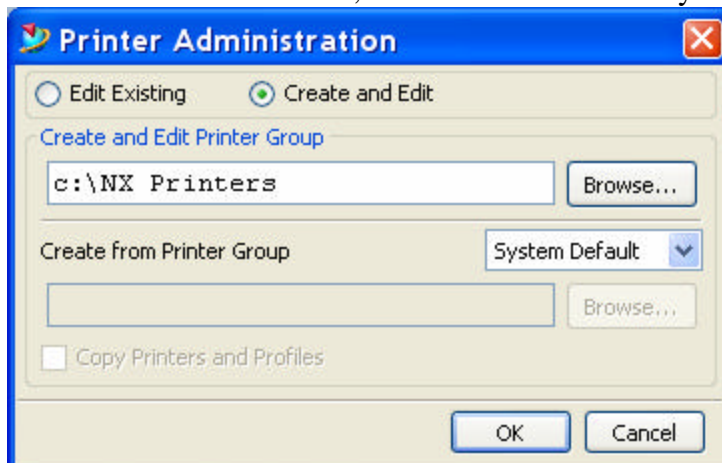 Printer Administration
Edit Existing Create and Edit
Create and Edit Printer Group
c:\NX Printers Browse...
Create from Printer Group System Default
Browse...
Copy Printers and Profiles
OK Cancel